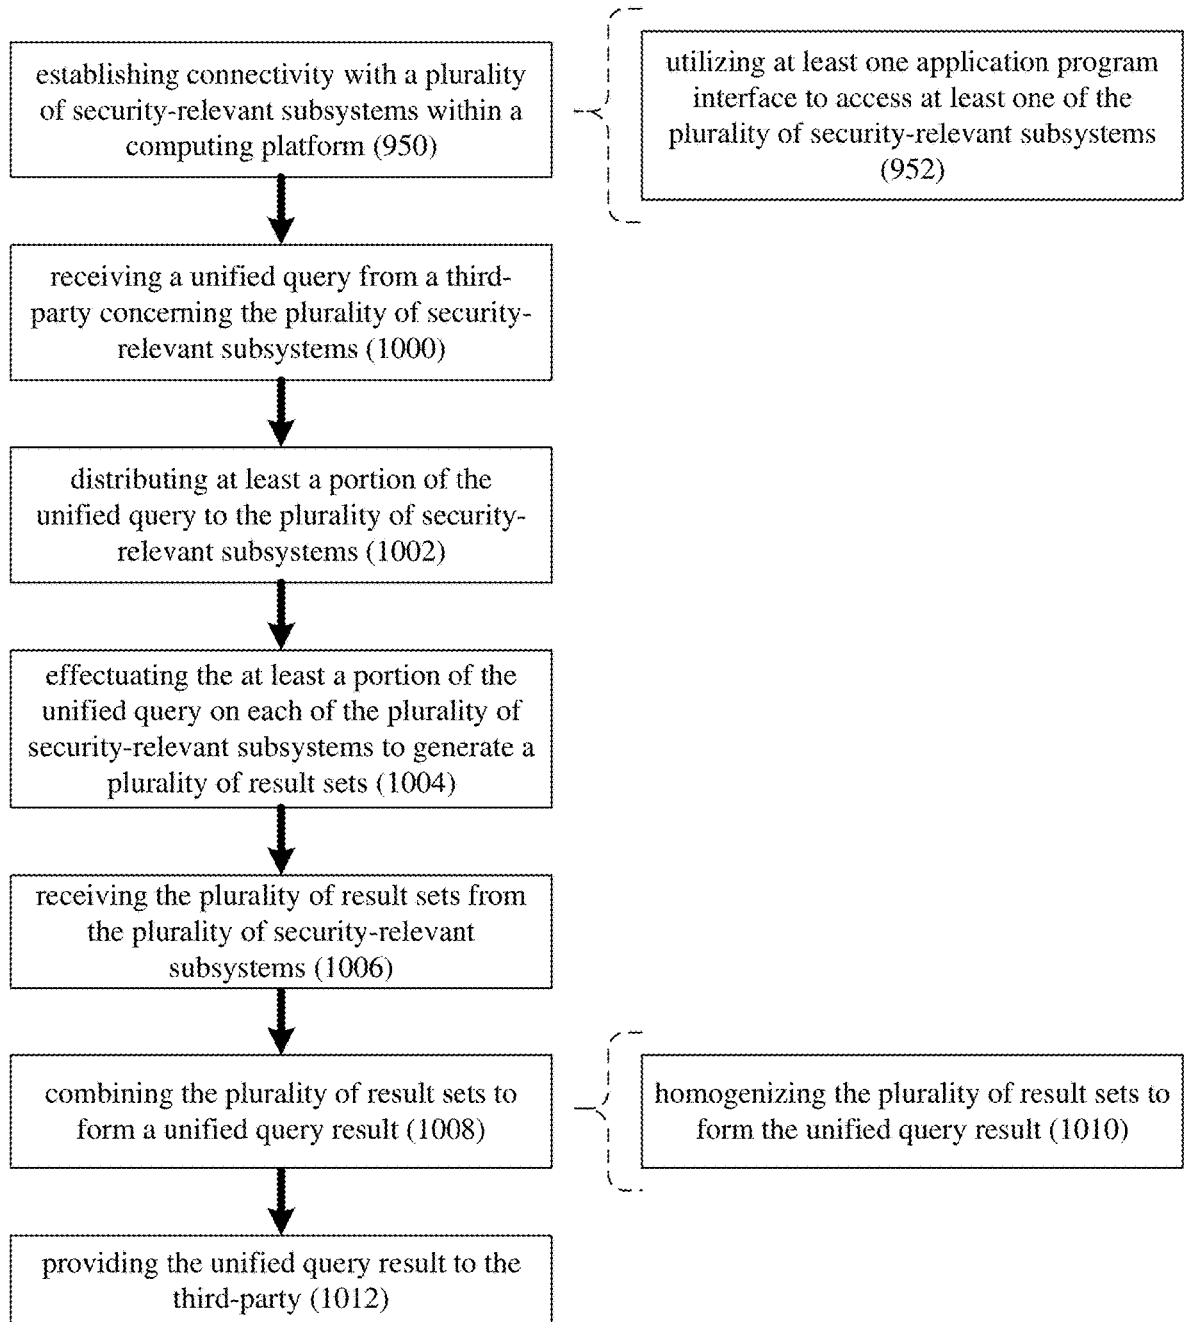 establishing connectivity with a plurality
of security-relevant subsystems within a
computing platform (950)
utilizing at least one application program
interface to access at least one of the
plurality of security-relevant subsystems
(952)
receiving a unified query from a third-
party concerning the plurality of security-
relevant subsystems (1000)
distributing at least a portion of the
unified query to the plurality of security-
relevant subsystems (1002)
effectuating the at least a portion of the
unified query on each of the plurality of
security-relevant subsystems to generate a
plurality of result sets (1004)
receiving the plurality of result sets from
the plurality of security-relevant
subsystems (1006)
combining the plurality of result sets to
form a unified query result (1008)
homogenizing the plurality of result sets to
form the unified query result (1010)
providing the unified query result to the
third-party (1012)